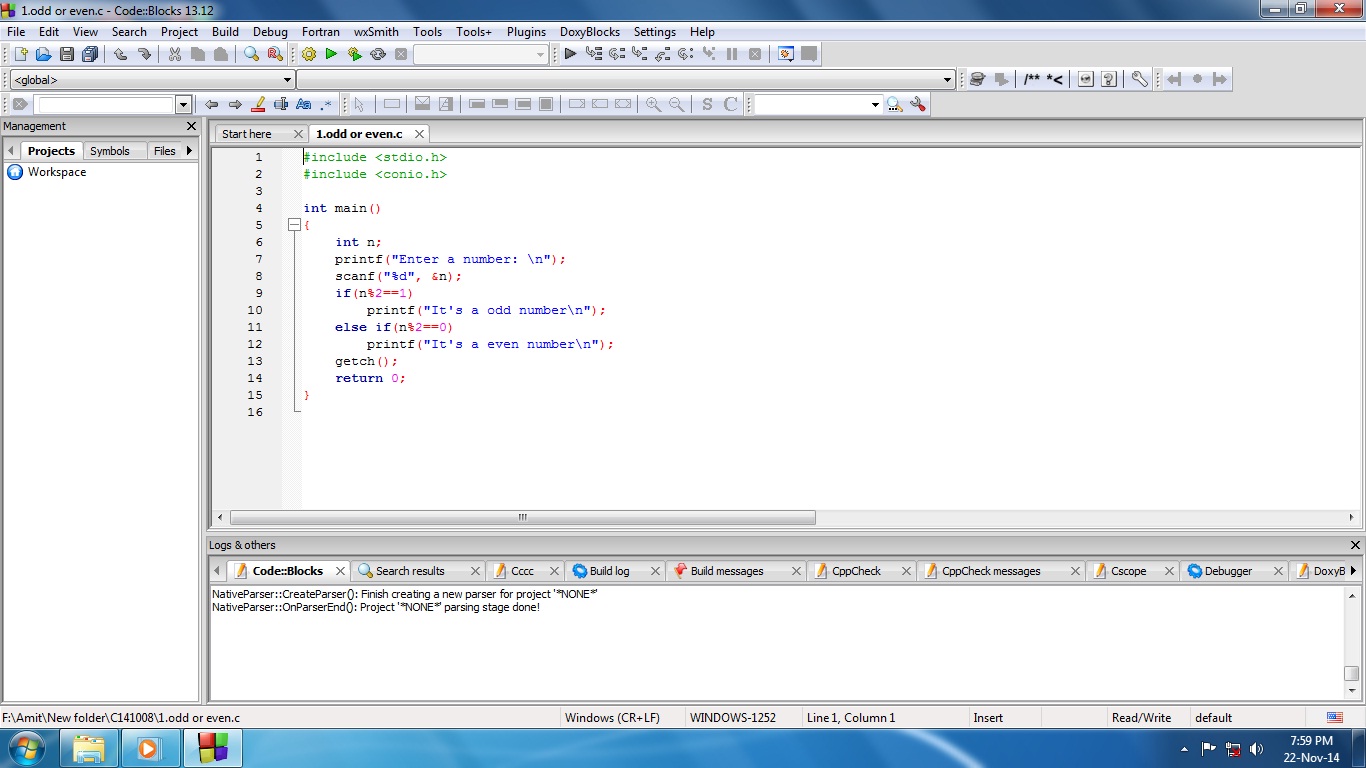 1.odd or even.c - Code::Blocks 13.12
File Edit View Search Project Build Debug Fortran wxSmith Tools Tools+ Plugins DoxyBlocks Settings Help
<global>
/** *<
Aa .*
S C
Management
Projects Symbols Files
Workspace
Start here 1.odd or even.c
1 #include <stdio.h>
2 #include <conio.h>
3
4 int main()
5 {
6 int n;
7 printf("Enter a number: \n");
8 scanf("%d", &n);
9 if(n%2==1)
10 printf("It's a odd number\n");
11 else if(n%2==0)
12 printf("It's a even number\n");
13 getch();
14 return 0;
15 }
16
Logs & others
Code::Blocks Search results Cccc Build log Build messages CppCheck CppCheck messages Cscope Debugger DoxyB
NativeParser::CreateParser(): Finish creating a new parser for project '*NONE*'
NativeParser::OnParserEnd(): Project '*NONE*' parsing stage done!
F:\Amit\New folder\C141008\1.odd or even.c Windows (CR+LF) WINDOWS-1252 Line 1, Column 1 Insert Read/Write default
7:59 PM
22-Nov-14